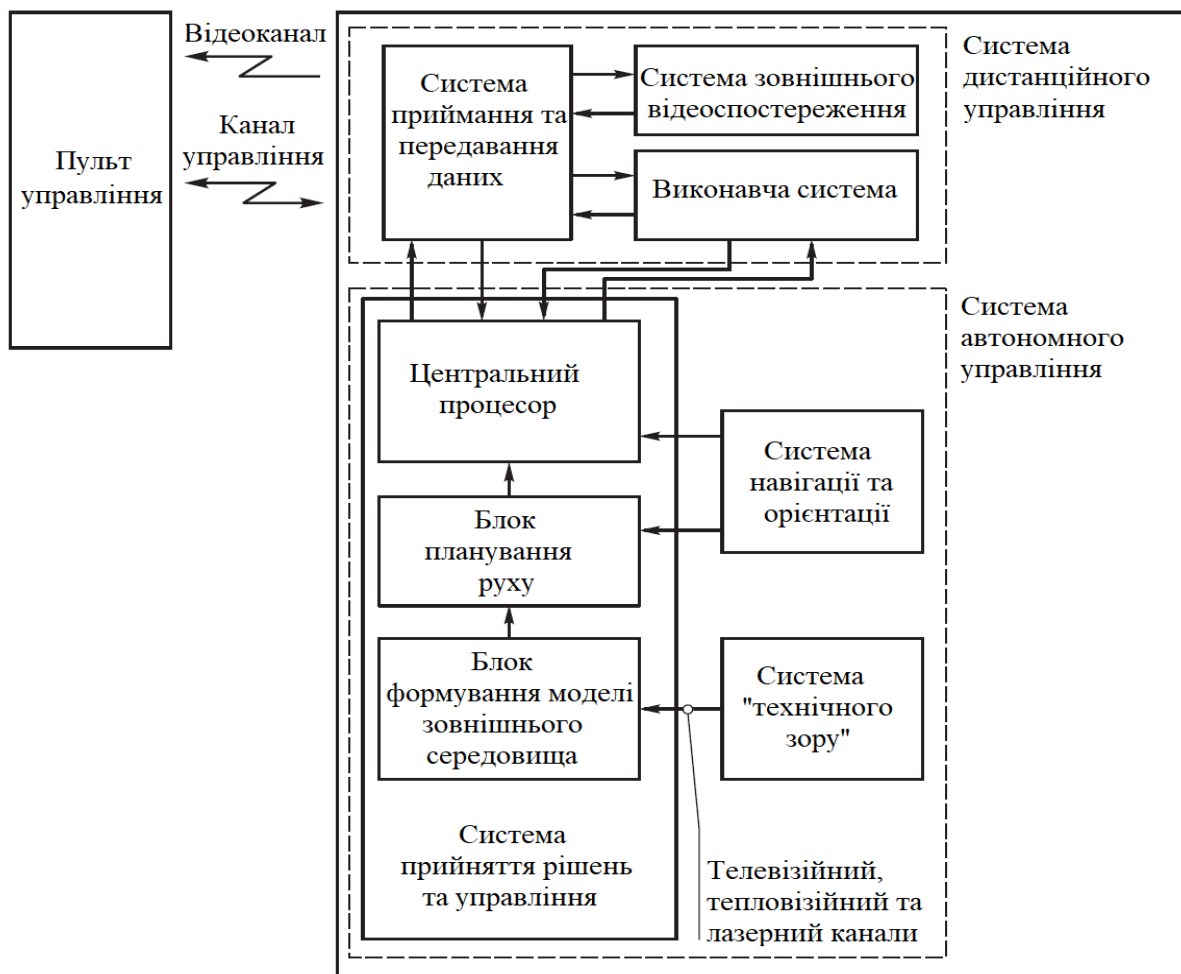 Пульт
управління
Відеоканал
Канал
управління
Система
приймання та
передавання
даних
Система зовнішнього
відеоспостереження
Виконавча система
Система
дистанційного
управління
Система
автономного
управління
Центральний
процесор
Блок
планування
руху
Блок
формування моделі
зовнішнього
середовища
Система
прийняття рішень
та управління
Система
навігації та
орієнтації
Система
"технічного
зору"
Телевізійний,
тепловізійний та
лазерний канали